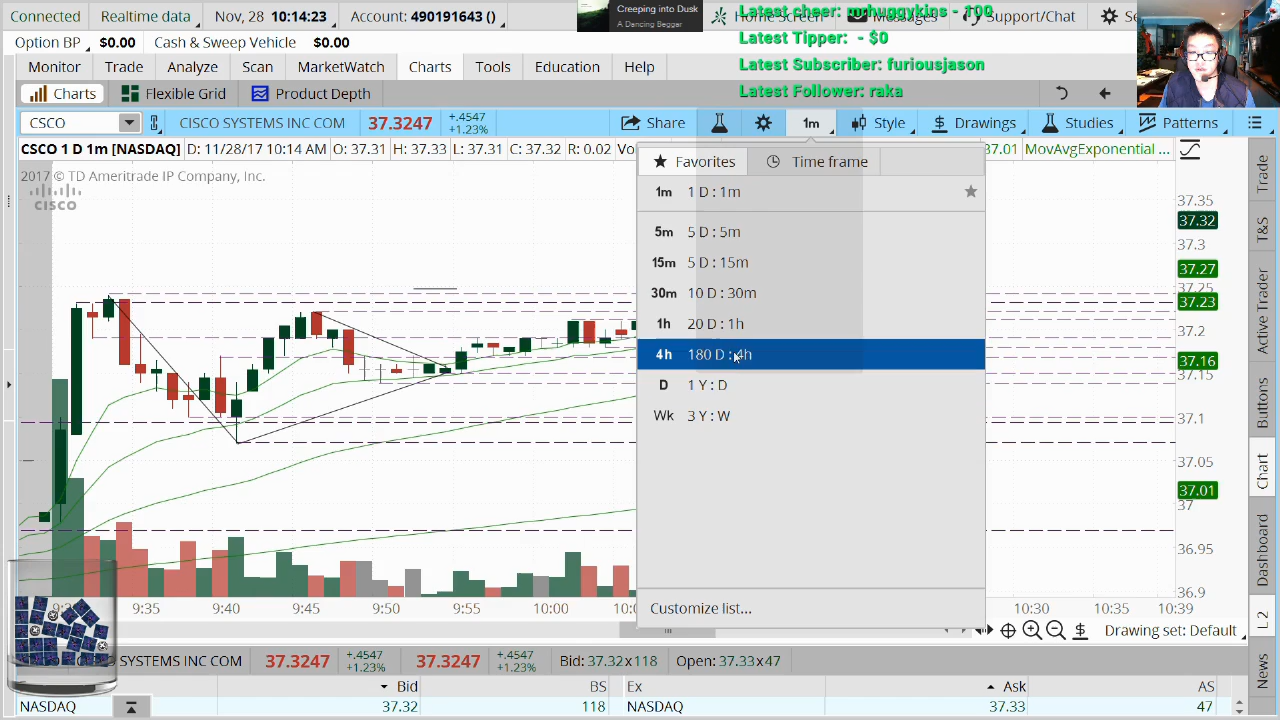 Connected Realtime data Nov, 28 10:14:23 Account: 490191643 () Creeping into Dusk Home Screen Messages Support/Chat
A Dancing Beggar
Latest cheer: mrhuggykins - 100
Option BP $0.00 Cash & Sweep Vehicle $0.00 Latest Tipper: - $0
Monitor Trade Analyze Scan MarketWatch Charts Tools Education Help Latest Subscriber: furiousjason
Charts Flexible Grid Product Depth Latest Follower: raka
CSCO CISCO SYSTEMS INC COM 37.3247 +.4547 +1.23% Share 1m Style Drawings Studies Patterns
CSCO 1 D 1m [NASDAQ] D: 11/28/17 10:14 AM O: 37.31 H: 37.33 L: 37.31 C: 37.32 R: 0.02 37.01 MovAvgExponential ...
2017 © TD Ameritrade IP Company, Inc.
cisco
Favorites Time frame
1m 1 D : 1m
5m 5 D : 5m
15m 5 D : 15m
30m 10 D : 30m
1h 20 D : 1h
4h 180 D : 4h
D 1 Y : D
Wk 3 Y : W
Customize list...
37.35
37.32
37.3
37.27
37.25
37.23
37.2
37.16
37.15
37.1
37.05
37.01
37
36.95
36.9
Trade
T&S
Active Trader
Buttons
Chart
Dashboard
L 2
News
9:35 9:40 9:45 9:50 9:55 10:00 10:30 10:35 10:39
Drawing set: Default
SYSTEMS INC COM 37.3247 +.4547 +1.23% 37.3247 +.4547 +1.23% Bid: 37.32x118 Open: 37.33x47
Bid BS Ex Ask AS
NASDAQ 37.32 118 NASDAQ 37.33 47